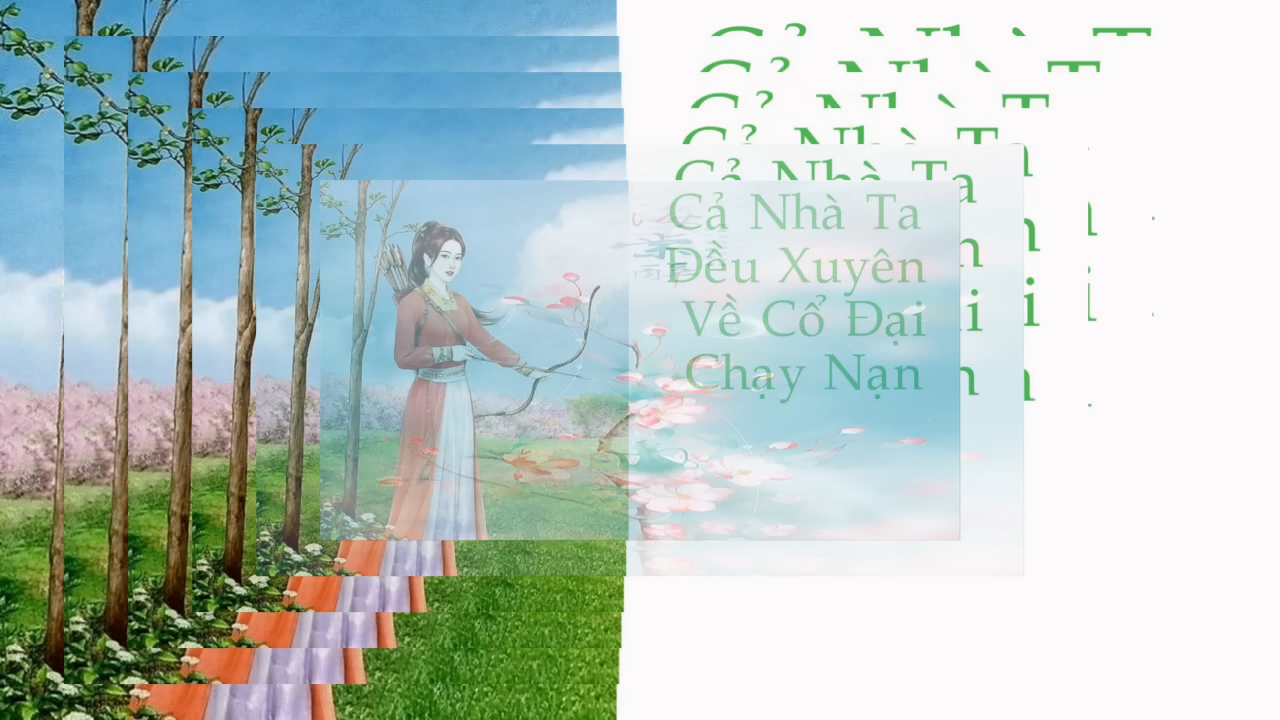 Cả Nhà Ta
Đều Xuyên
Về Cổ Đại
Chạy Nạn